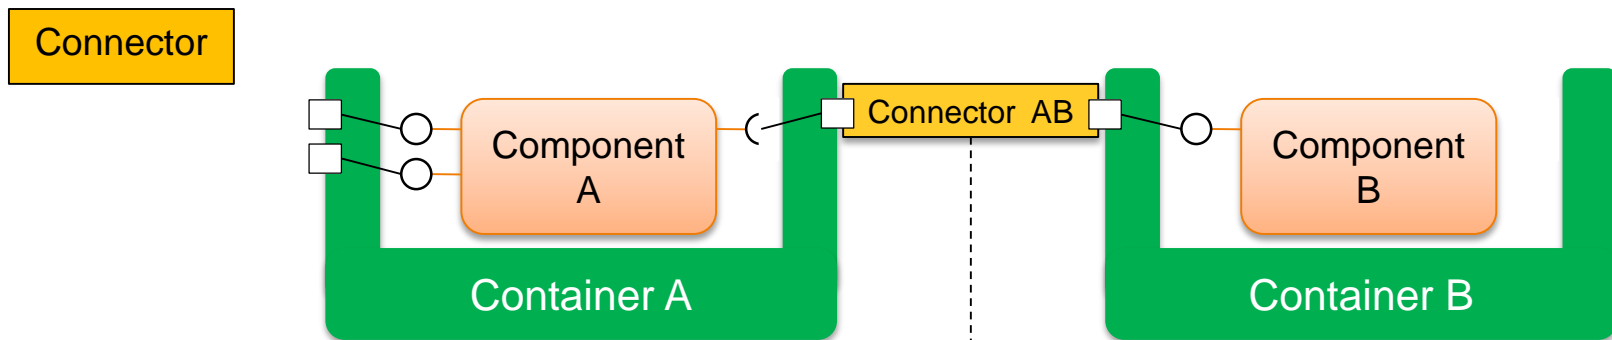 Connector
Component
A
Connector AB
Component
B
Container A
Container B